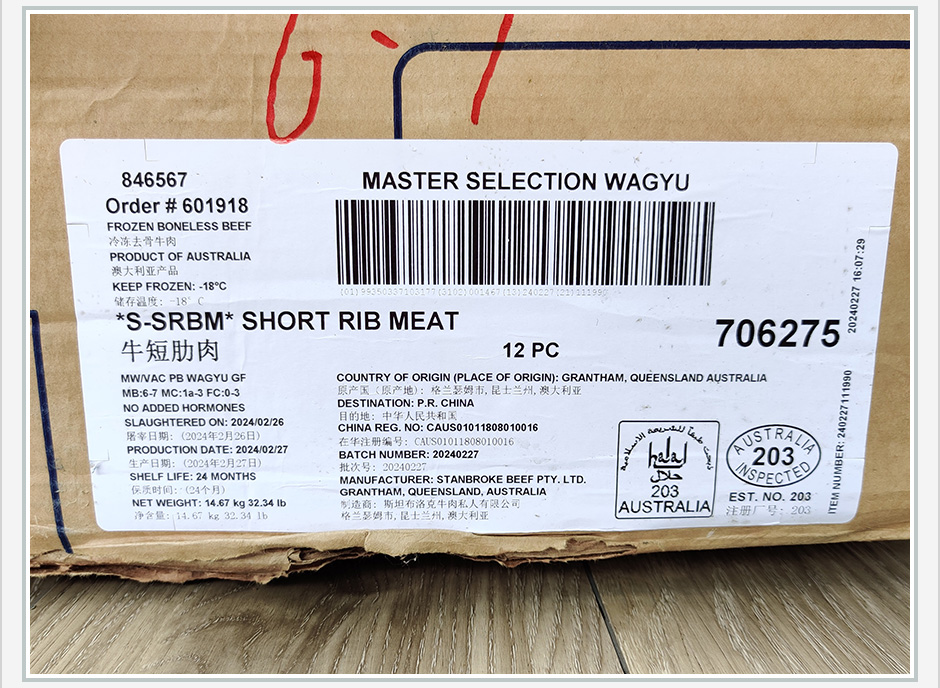 6-7
846567
Order # 601918
FROZEN BONELESS BEEF
冷冻去骨牛肉
PRODUCT OF AUSTRALIA
澳大利亚产品
KEEP FROZEN: -18°C
储存温度: -18° C
MASTER SELECTION WAGYU
*S-SRBM* SHORT RIB MEAT
牛短肋肉
12 PC
706275
MW/VAC PB WAGYU GF
MB:6-7 MC:1a-3 FC:0-3
NO ADDED HORMONES
SLAUGHTERED ON: 2024/02/26
屠宰日期: (2024年2月26日)
PRODUCTION DATE: 2024/02/27
生产日期: (2024年2月27日)
SHELF LIFE: 24 MONTHS
保质时间: (24个月)
NET WEIGHT: 14.67 kg 32.34 lb
净含量: 14.67 kg 32.34 lb
COUNTRY OF ORIGIN (PLACE OF ORIGIN): GRANTHAM, QUEENSLAND AUSTRALIA
原产国 (原产地): 格兰瑟姆市,昆士兰州,澳大利亚
DESTINATION: P.R. CHINA
目的地: 中华人民共和国
CHINA REG. NO: CAUS01011808010016
在华注册编号: CAUS01011808010016
BATCH NUMBER: 20240227
批次号: 20240227
MANUFACTURER: STANBROKE BEEF PTY. LTD.
GRANTHAM, QUEENSLAND, AUSTRALIA
制造商: 斯坦布洛克牛肉私人有限公司
格兰瑟姆市,昆士兰州,澳大利亚
halal
حلال
203
AUSTRALIA
AUSTRALIA
203
INSPECTED
EST. NO. 203
注册厂号: 203
20240227 16:07:29
ITEM NUMBER: 240227111990